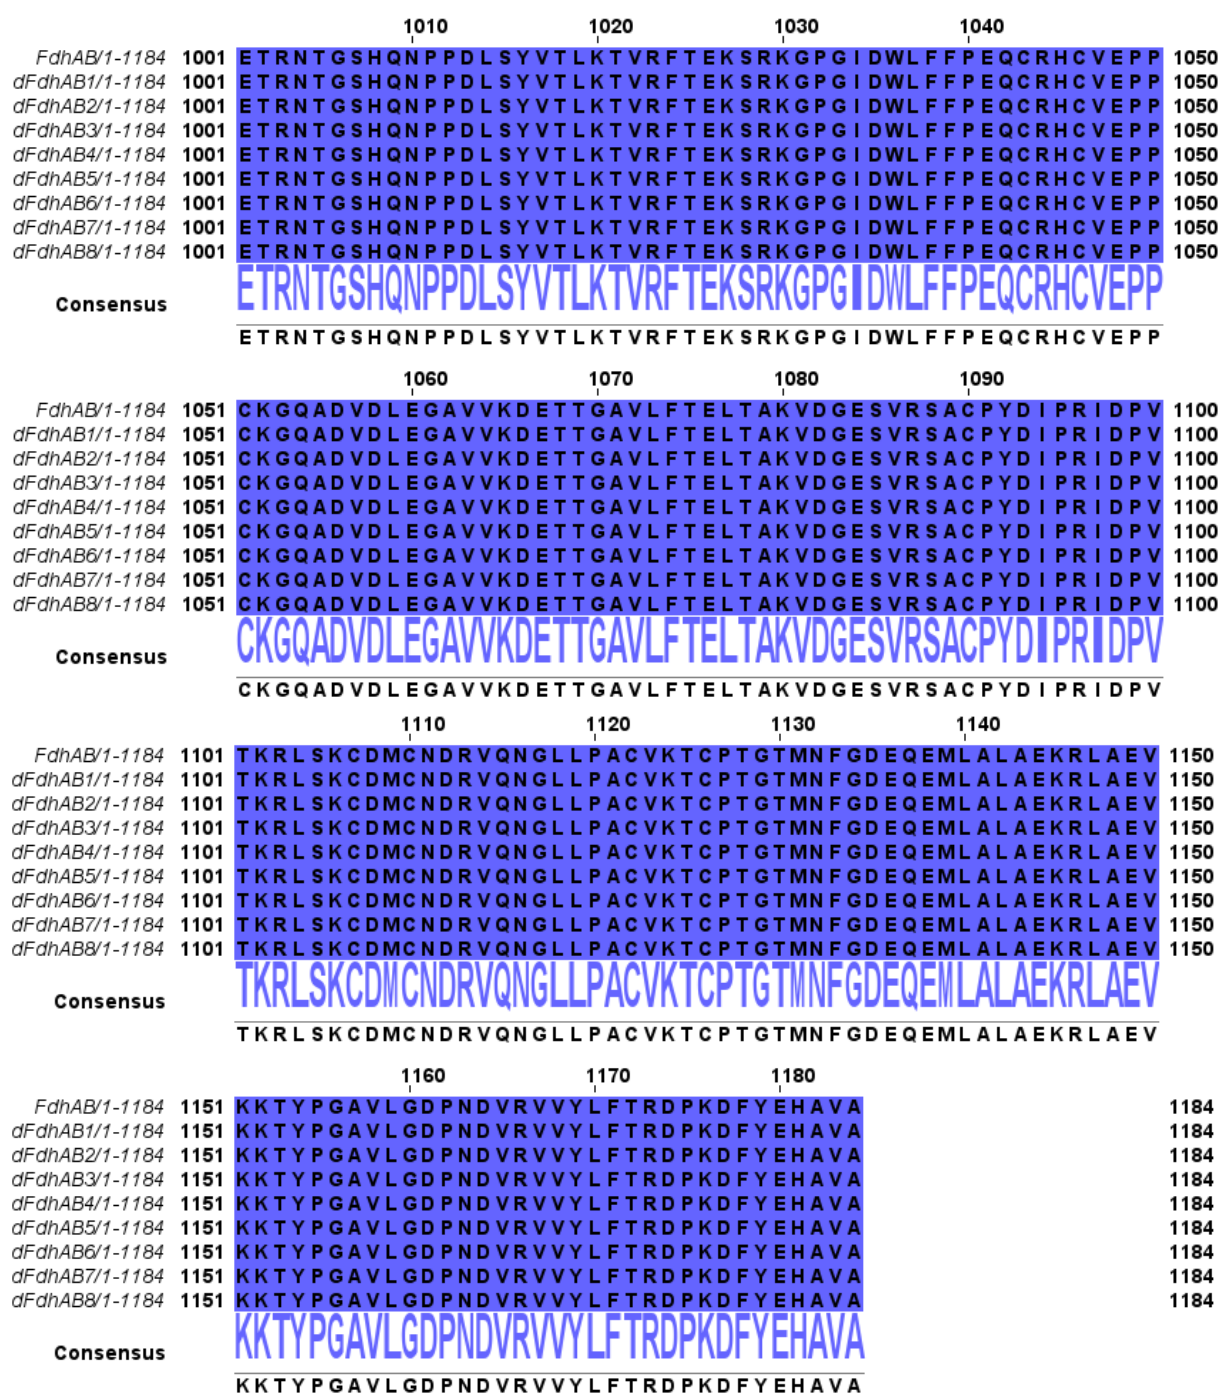 1010 1020 1030 1040
FdhAB/1-1184 1001 ETRNTGSHQNPPDLSYVTLKTVRFTEKSRKGPGIDWLFFPEQCRHCVEPP 1050
dFdhAB1/1-1184 1001 ETRNTGSHQNPPDLSYVTLKTVRFTEKSRKGPGIDWLFFPEQCRHCVEPP 1050
dFdhAB2/1-1184 1001 ETRNTGSHQNPPDLSYVTLKTVRFTEKSRKGPGIDWLFFPEQCRHCVEPP 1050
dFdhAB3/1-1184 1001 ETRNTGSHQNPPDLSYVTLKTVRFTEKSRKGPGIDWLFFPEQCRHCVEPP 1050
dFdhAB4/1-1184 1001 ETRNTGSHQNPPDLSYVTLKTVRFTEKSRKGPGIDWLFFPEQCRHCVEPP 1050
dFdhAB5/1-1184 1001 ETRNTGSHQNPPDLSYVTLKTVRFTEKSRKGPGIDWLFFPEQCRHCVEPP 1050
dFdhAB6/1-1184 1001 ETRNTGSHQNPPDLSYVTLKTVRFTEKSRKGPGIDWLFFPEQCRHCVEPP 1050
dFdhAB7/1-1184 1001 ETRNTGSHQNPPDLSYVTLKTVRFTEKSRKGPGIDWLFFPEQCRHCVEPP 1050
dFdhAB8/1-1184 1001 ETRNTGSHQNPPDLSYVTLKTVRFTEKSRKGPGIDWLFFPEQCRHCVEPP 1050
Consensus ETRNTGSHQNPPDLSYVTLKTVRFTEKSRKGPGIDWLFFPEQCRHCVEPP
ETRNTGSHQNPPDLSYVTLKTVRFTEKSRKGPGIDWLFFPEQCRHCVEPP
1060 1070 1080 1090
FdhAB/1-1184 1051 CKGQADVDLEGAVVKDETTGAVLFTELTAKVDGESVRSACPYDIPRIDPV 1100
dFdhAB1/1-1184 1051 CKGQADVDLEGAVVKDETTGAVLFTELTAKVDGESVRSACPYDIPRIDPV 1100
dFdhAB2/1-1184 1051 CKGQADVDLEGAVVKDETTGAVLFTELTAKVDGESVRSACPYDIPRIDPV 1100
dFdhAB3/1-1184 1051 CKGQADVDLEGAVVKDETTGAVLFTELTAKVDGESVRSACPYDIPRIDPV 1100
dFdhAB4/1-1184 1051 CKGQADVDLEGAVVKDETTGAVLFTELTAKVDGESVRSACPYDIPRIDPV 1100
dFdhAB5/1-1184 1051 CKGQADVDLEGAVVKDETTGAVLFTELTAKVDGESVRSACPYDIPRIDPV 1100
dFdhAB6/1-1184 1051 CKGQADVDLEGAVVKDETTGAVLFTELTAKVDGESVRSACPYDIPRIDPV 1100
dFdhAB7/1-1184 1051 CKGQADVDLEGAVVKDETTGAVLFTELTAKVDGESVRSACPYDIPRIDPV 1100
dFdhAB8/1-1184 1051 CKGQADVDLEGAVVKDETTGAVLFTELTAKVDGESVRSACPYDIPRIDPV 1100
Consensus CKGQADVDLEGAVVKDETTGAVLFTELTAKVDGESVRSACPYDIPRIDPV
CKGQADVDLEGAVVKDETTGAVLFTELTAKVDGESVRSACPYDIPRIDPV
1110 1120 1130 1140
FdhAB/1-1184 1101 TKRLSKCDMCNDRVQNGLLPACVKTCPTGTMNFGDEQEMLALAEKRLAEV 1150
dFdhAB1/1-1184 1101 TKRLSKCDMCNDRVQNGLLPACVKTCPTGTMNFGDEQEMLALAEKRLAEV 1150
dFdhAB2/1-1184 1101 TKRLSKCDMCNDRVQNGLLPACVKTCPTGTMNFGDEQEMLALAEKRLAEV 1150
dFdhAB3/1-1184 1101 TKRLSKCDMCNDRVQNGLLPACVKTCPTGTMNFGDEQEMLALAEKRLAEV 1150
dFdhAB4/1-1184 1101 TKRLSKCDMCNDRVQNGLLPACVKTCPTGTMNFGDEQEMLALAEKRLAEV 1150
dFdhAB5/1-1184 1101 TKRLSKCDMCNDRVQNGLLPACVKTCPTGTMNFGDEQEMLALAEKRLAEV 1150
dFdhAB6/1-1184 1101 TKRLSKCDMCNDRVQNGLLPACVKTCPTGTMNFGDEQEMLALAEKRLAEV 1150
dFdhAB7/1-1184 1101 TKRLSKCDMCNDRVQNGLLPACVKTCPTGTMNFGDEQEMLALAEKRLAEV 1150
dFdhAB8/1-1184 1101 TKRLSKCDMCNDRVQNGLLPACVKTCPTGTMNFGDEQEMLALAEKRLAEV 1150
Consensus TKRLSKCDMCNDRVQNGLLPACVKTCPTGTMNFGDEQEMLALAEKRLAEV
TKRLSKCDMCNDRVQNGLLPACVKTCPTGTMNFGDEQEMLALAEKRLAEV
1160 1170 1180
FdhAB/1-1184 1151 KKTYPGAVLGDPNDVRVVYLFTRDPKDFYEHAVA 1184
dFdhAB1/1-1184 1151 KKTYPGAVLGDPNDVRVVYLFTRDPKDFYEHAVA 1184
dFdhAB2/1-1184 1151 KKTYPGAVLGDPNDVRVVYLFTRDPKDFYEHAVA 1184
dFdhAB3/1-1184 1151 KKTYPGAVLGDPNDVRVVYLFTRDPKDFYEHAVA 1184
dFdhAB4/1-1184 1151 KKTYPGAVLGDPNDVRVVYLFTRDPKDFYEHAVA 1184
dFdhAB5/1-1184 1151 KKTYPGAVLGDPNDVRVVYLFTRDPKDFYEHAVA 1184
dFdhAB6/1-1184 1151 KKTYPGAVLGDPNDVRVVYLFTRDPKDFYEHAVA 1184
dFdhAB7/1-1184 1151 KKTYPGAVLGDPNDVRVVYLFTRDPKDFYEHAVA 1184
dFdhAB8/1-1184 1151 KKTYPGAVLGDPNDVRVVYLFTRDPKDFYEHAVA 1184
Consensus KKTYPGAVLGDPNDVRVVYLFTRDPKDFYEHAVA
KKTYPGAVLGDPNDVRVVYLFTRDPKDFYEHAVA